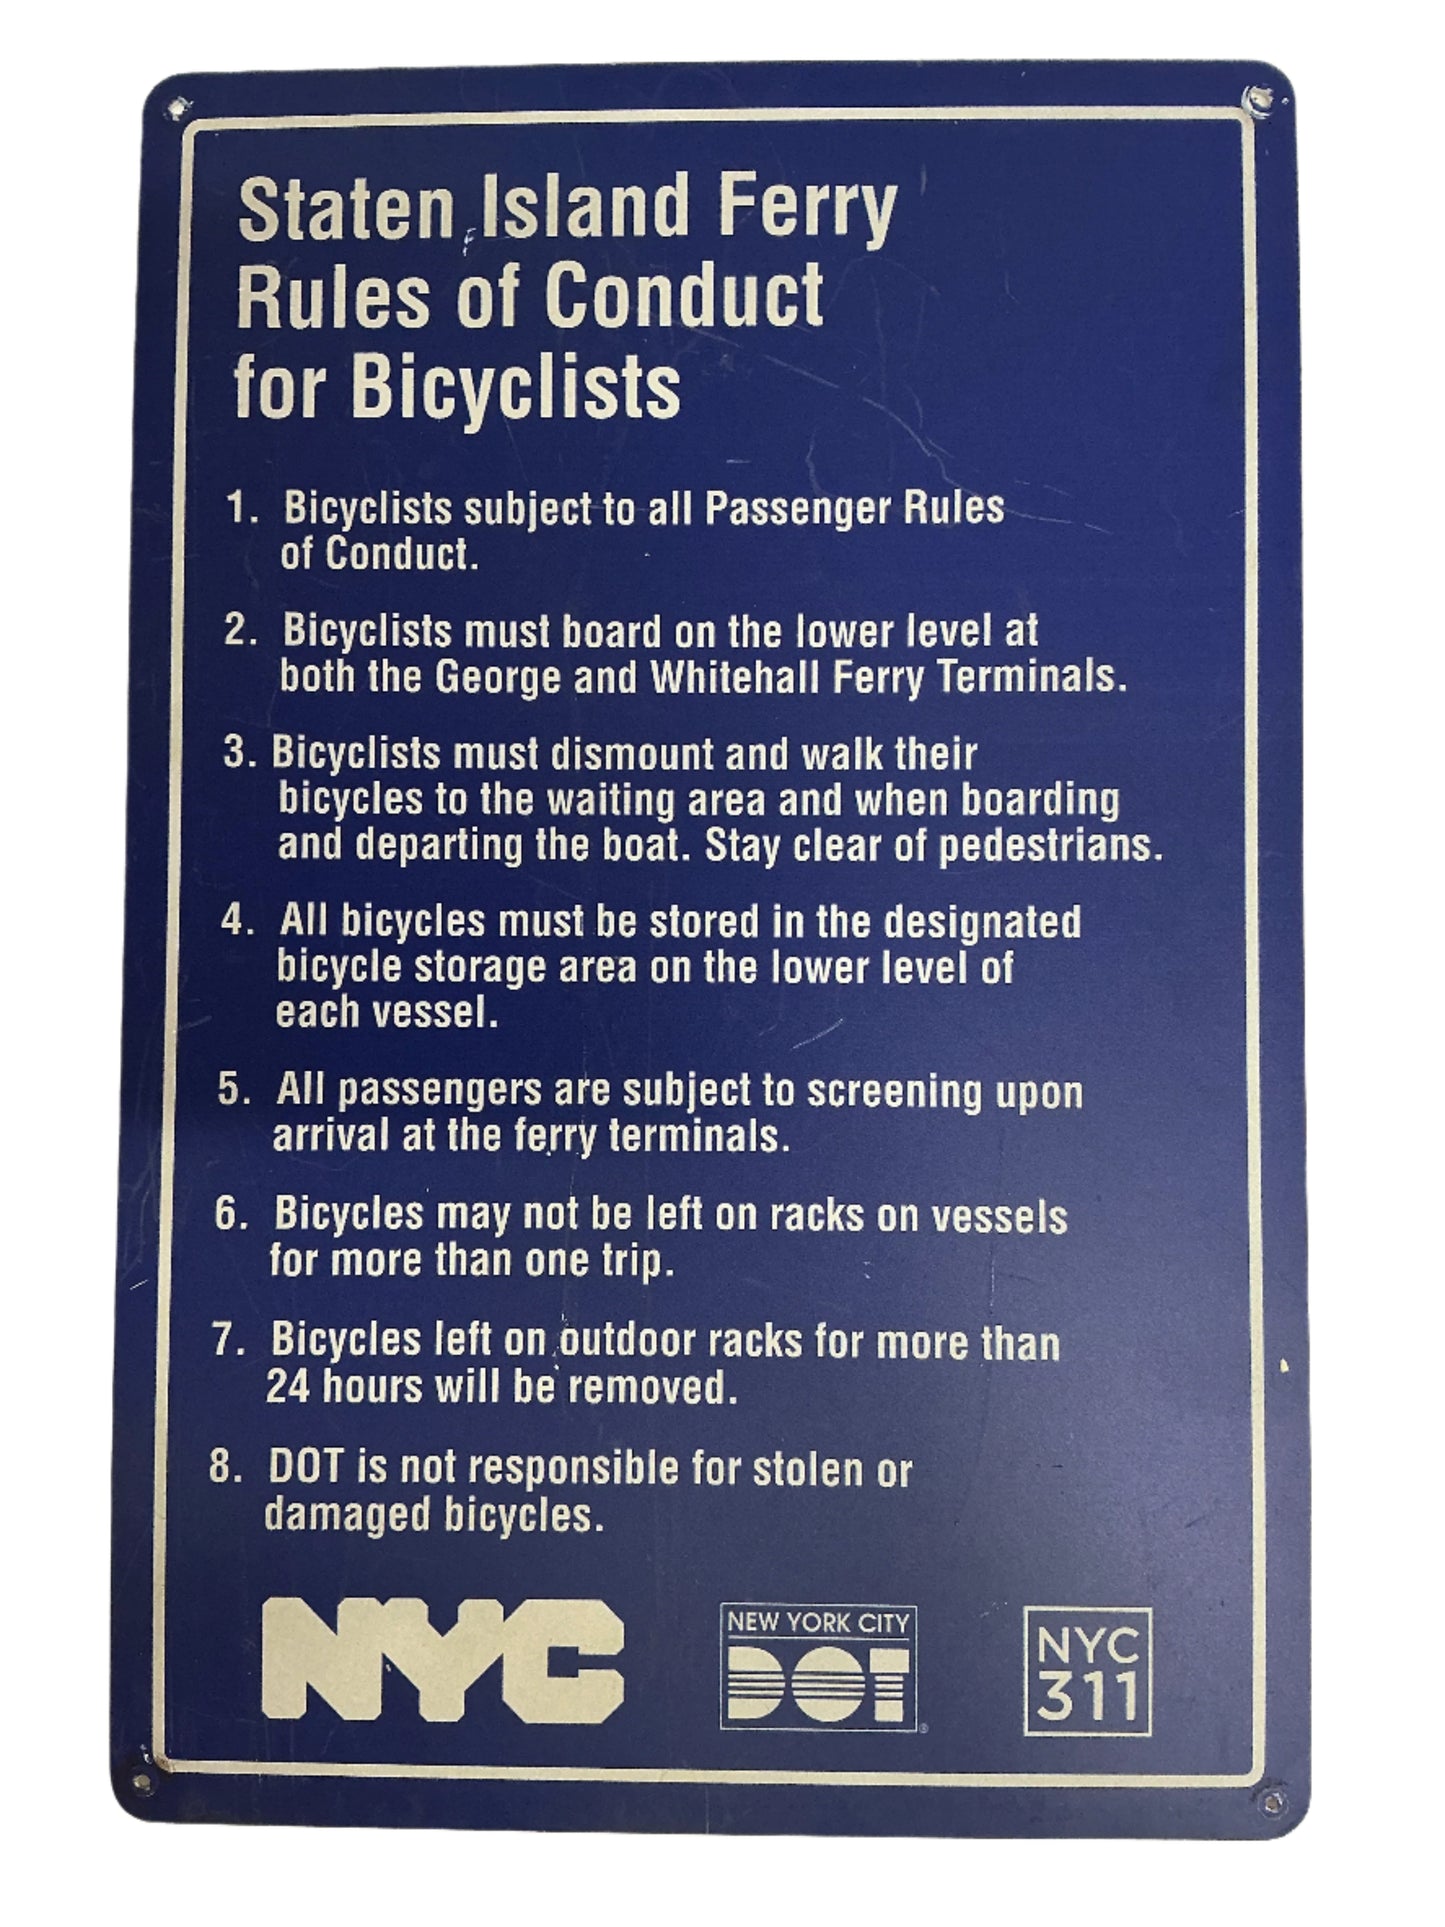 Staten Island Ferry
Rules of Conduct
for Bicyclists
1. Bicyclists subject to all Passenger Rules
of Conduct.
2. Bicyclists must board on the lower level at
both the George and Whitehall Ferry Terminals.
3. Bicyclists must dismount and walk their
bicycles to the waiting area and when boarding
and departing the boat. Stay clear of pedestrians.
4. All bicycles must be stored in the designated
bicycle storage area on the lower level of
each vessel.
5. All passengers are subject to screening upon
arrival at the ferry terminals.
6. Bicycles may not be left on racks on vessels
for more than one trip.
7. Bicycles left on outdoor racks for more than
24 hours will be removed.
8. DOT is not responsible for stolen or
damaged bicycles.
NYC
NEW YORK CITY
DOT
®
NYC
311